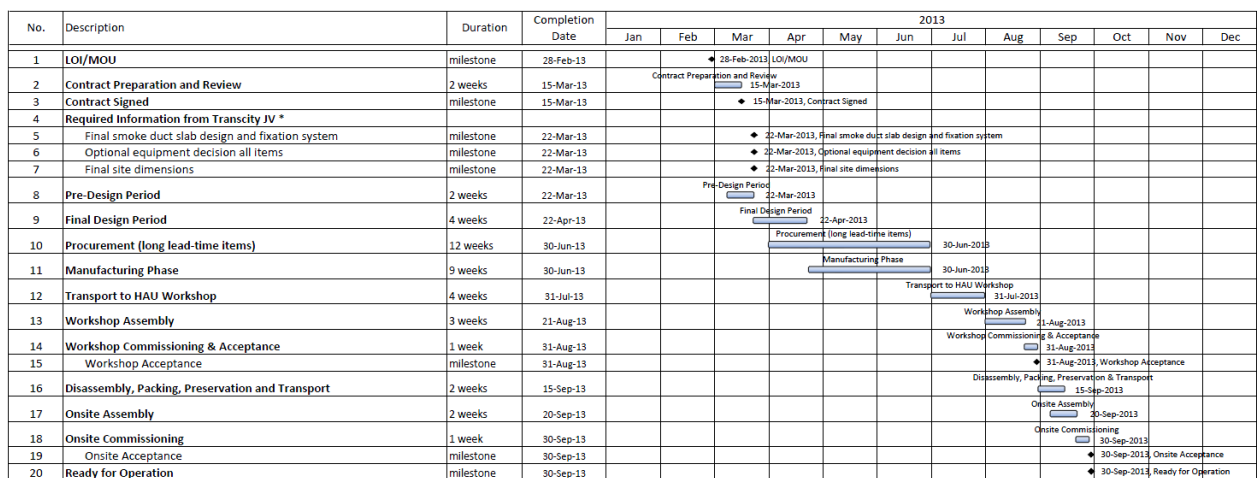 No. Description Duration Completion Date 2013
Jan Feb Mar Apr May Jun Jul Aug Sep Oct Nov Dec
1 LOI/MOU milestone 28-Feb-13 28-Feb-2013, LOI/MOU
Contract Preparation and Review
2 Contract Preparation and Review 2 weeks 15-Mar-13 15-Mar-2013
3 Contract Signed milestone 15-Mar-13 15-Mar-2013, Contract Signed
4 Required Information from Transcity JV *
5 Final smoke duct slab design and fixation system milestone 22-Mar-13 22-Mar-2013, Final smoke duct slab design and fixation system
6 Optional equipment decision all items milestone 22-Mar-13 22-Mar-2013, Optional equipment decision all items
7 Final site dimensions milestone 22-Mar-13 22-Mar-2013, Final site dimensions
Pre-Design Period
8 Pre-Design Period 2 weeks 22-Mar-13 22-Mar-2013
Final Design Period
9 Final Design Period 4 weeks 22-Apr-13 22-Apr-2013
Procurement (long lead-time items)
10 Procurement (long lead-time items) 12 weeks 30-Jun-13 30-Jun-2013
Manufacturing Phase
11 Manufacturing Phase 9 weeks 30-Jun-13 30-Jun-2013
Transport to HAU Workshop
12 Transport to HAU Workshop 4 weeks 31-Jul-13 31-Jul-2013
Workshop Assembly
13 Workshop Assembly 3 weeks 21-Aug-13 21-Aug-2013
Workshop Commissioning & Acceptance
14 Workshop Commissioning & Acceptance 1 week 31-Aug-13 31-Aug-2013
15 Workshop Acceptance milestone 31-Aug-13 31-Aug-2013, Workshop Acceptance
Disassembly, Packing, Preservation & Transport
16 Disassembly, Packing, Preservation and Transport 2 weeks 15-Sep-13 15-Sep-2013
Onsite Assembly
17 Onsite Assembly 2 weeks 20-Sep-13 20-Sep-2013
Onsite Commissioning
18 Onsite Commissioning 1 week 30-Sep-13 30-Sep-2013
19 Onsite Acceptance milestone 30-Sep-13 30-Sep-2013, Onsite Acceptance
20 Ready for Operation milestone 30-Sep-13 30-Sep-2013, Ready for Operation